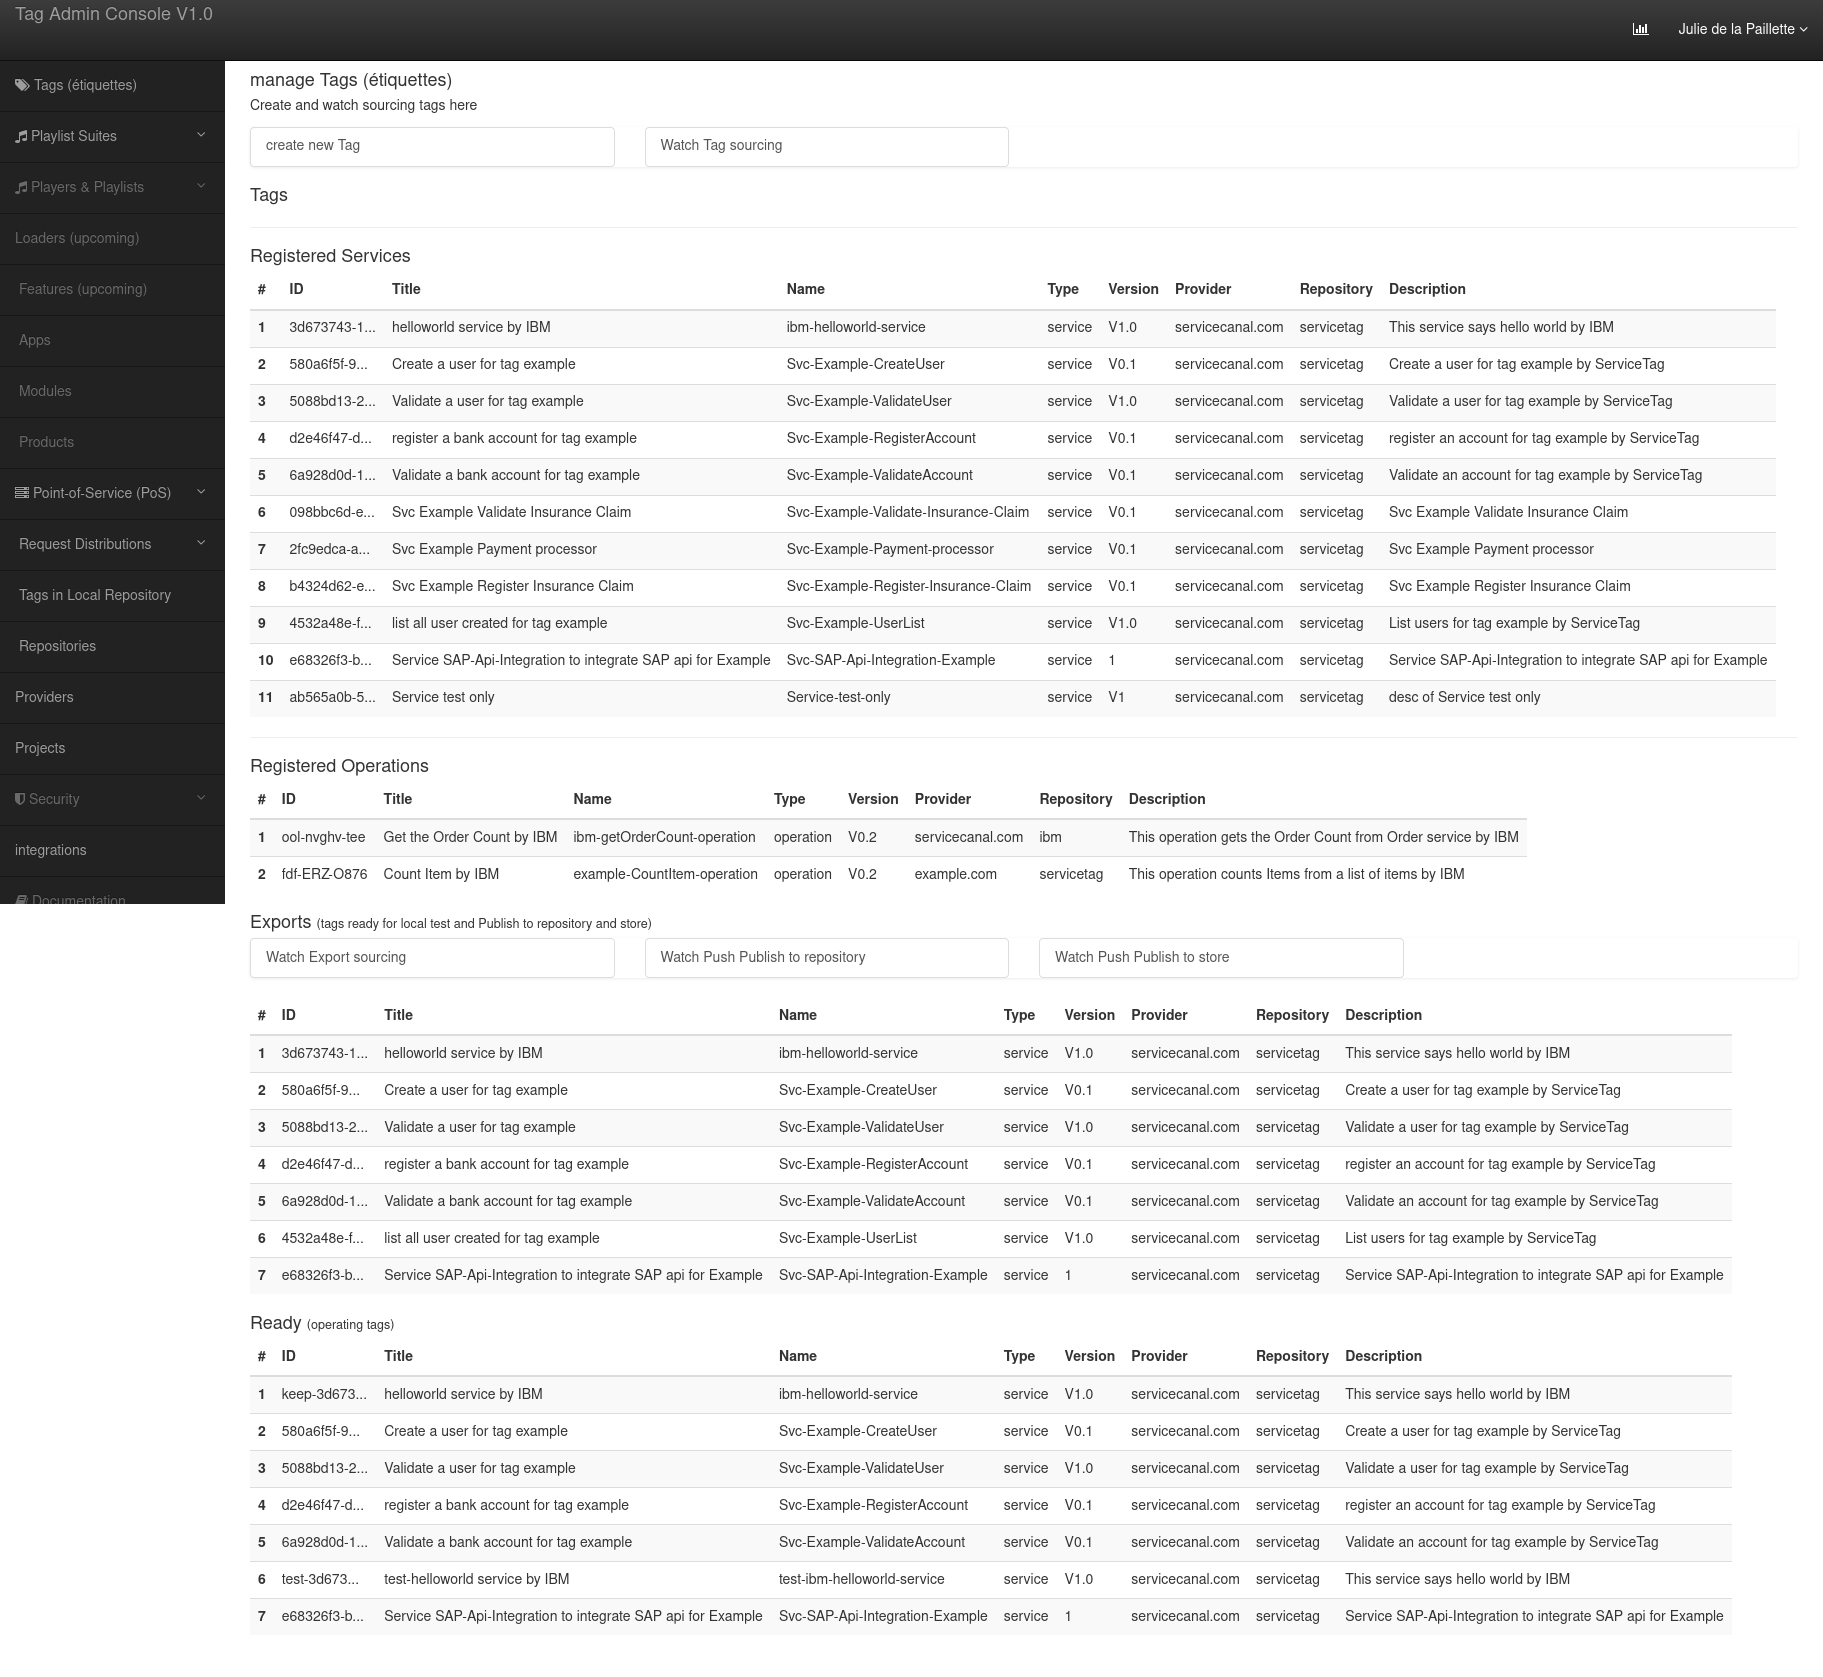 Tag Admin Console V1.0
Julie de la Paillette
Tags (étiquettes)
Playlist Suites
Players & Playlists
Loaders (upcoming)
Features (upcoming)
Apps
Modules
Products
Point-of-Service (PoS)
Request Distributions
Tags in Local Repository
Repositories
Providers
Projects
Security
integrations
Documentation
manage Tags (étiquettes)
Create and watch sourcing tags here
create new Tag Watch Tag sourcing
Tags
Registered Services
# ID Title Name Type Version Provider Repository Description
1 3d673743-1... helloworld service by IBM ibm-helloworld-service service V1.0 servicecanal.com servicetag This service says hello world by IBM
2 580a6f5f-9... Create a user for tag example Svc-Example-CreateUser service V0.1 servicecanal.com servicetag Create a user for tag example by ServiceTag
3 5088bd13-2... Validate a user for tag example Svc-Example-ValidateUser service V1.0 servicecanal.com servicetag Validate a user for tag example by ServiceTag
4 d2e46f47-d... register a bank account for tag example Svc-Example-RegisterAccount service V0.1 servicecanal.com servicetag register an account for tag example by ServiceTag
5 6a928d0d-1... Validate a bank account for tag example Svc-Example-ValidateAccount service V0.1 servicecanal.com servicetag Validate an account for tag example by ServiceTag
6 098bbc6d-e... Svc Example Validate Insurance Claim Svc-Example-Validate-Insurance-Claim service V0.1 servicecanal.com servicetag Svc Example Validate Insurance Claim
7 2fc9edca-a... Svc Example Payment processor Svc-Example-Payment-processor service V0.1 servicecanal.com servicetag Svc Example Payment processor
8 b4324d62-e... Svc Example Register Insurance Claim Svc-Example-Register-Insurance-Claim service V0.1 servicecanal.com servicetag Svc Example Register Insurance Claim
9 4532a48e-f... list all user created for tag example Svc-Example-UserList service V1.0 servicecanal.com servicetag List users for tag example by ServiceTag
10 e68326f3-b... Service SAP-Api-Integration to integrate SAP api for Example Svc-SAP-Api-Integration-Example service 1 servicecanal.com servicetag Service SAP-Api-Integration to integrate SAP api for Example
11 ab565a0b-5... Service test only Service-test-only service V1 servicecanal.com servicetag desc of Service test only
Registered Operations
# ID Title Name Type Version Provider Repository Description
1 ool-nvghv-tee Get the Order Count by IBM ibm-getOrderCount-operation operation V0.2 servicecanal.com ibm This operation gets the Order Count from Order service by IBM
2 fdf-ERZ-O876 Count Item by IBM example-CountItem-operation operation V0.2 example.com servicetag This operation counts Items from a list of items by IBM
Exports (tags ready for local test and Publish to repository and store)
Watch Export sourcing Watch Push Publish to repository Watch Push Publish to store
# ID Title Name Type Version Provider Repository Description
1 3d673743-1... helloworld service by IBM ibm-helloworld-service service V1.0 servicecanal.com servicetag This service says hello world by IBM
2 580a6f5f-9... Create a user for tag example Svc-Example-CreateUser service V0.1 servicecanal.com servicetag Create a user for tag example by ServiceTag
3 5088bd13-2... Validate a user for tag example Svc-Example-ValidateUser service V1.0 servicecanal.com servicetag Validate a user for tag example by ServiceTag
4 d2e46f47-d... register a bank account for tag example Svc-Example-RegisterAccount service V0.1 servicecanal.com servicetag register an account for tag example by ServiceTag
5 6a928d0d-1... Validate a bank account for tag example Svc-Example-ValidateAccount service V0.1 servicecanal.com servicetag Validate an account for tag example by ServiceTag
6 4532a48e-f... list all user created for tag example Svc-Example-UserList service V1.0 servicecanal.com servicetag List users for tag example by ServiceTag
7 e68326f3-b... Service SAP-Api-Integration to integrate SAP api for Example Svc-SAP-Api-Integration-Example service 1 servicecanal.com servicetag Service SAP-Api-Integration to integrate SAP api for Example
Ready (operating tags)
# ID Title Name Type Version Provider Repository Description
1 keep-3d673... helloworld service by IBM ibm-helloworld-service service V1.0 servicecanal.com servicetag This service says hello world by IBM
2 580a6f5f-9... Create a user for tag example Svc-Example-CreateUser service V0.1 servicecanal.com servicetag Create a user for tag example by ServiceTag
3 5088bd13-2... Validate a user for tag example Svc-Example-ValidateUser service V1.0 servicecanal.com servicetag Validate a user for tag example by ServiceTag
4 d2e46f47-d... register a bank account for tag example Svc-Example-RegisterAccount service V0.1 servicecanal.com servicetag register an account for tag example by ServiceTag
5 6a928d0d-1... Validate a bank account for tag example Svc-Example-ValidateAccount service V0.1 servicecanal.com servicetag Validate an account for tag example by ServiceTag
6 test-3d673... test-helloworld service by IBM test-ibm-helloworld-service service V1.0 servicecanal.com servicetag This service says hello world by IBM
7 e68326f3-b... Service SAP-Api-Integration to integrate SAP api for Example Svc-SAP-Api-Integration-Example service 1 servicecanal.com servicetag Service SAP-Api-Integration to integrate SAP api for Example